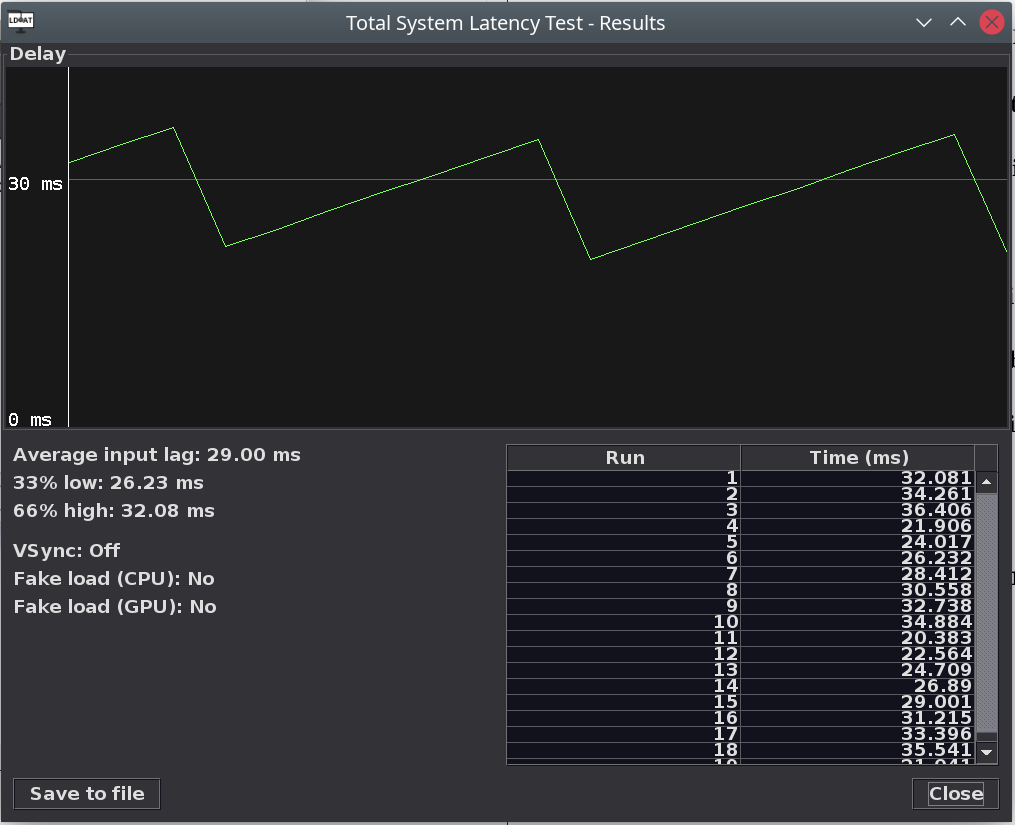 LDAT
Total System Latency Test - Results
Delay
30 ms
0 ms
Average input lag: 29.00 ms
33% low: 26.23 ms
66% high: 32.08 ms
VSync: Off
Fake load (CPU): No
Fake load (GPU): No
Run Time (ms)
1 32.081
2 34.261
3 36.406
4 21.906
5 24.017
6 26.232
7 28.412
8 30.558
9 32.738
10 34.884
11 20.383
12 22.564
13 24.709
14 26.89
15 29.001
16 31.215
17 33.396
18 35.541
19 21.041
Save to file
Close